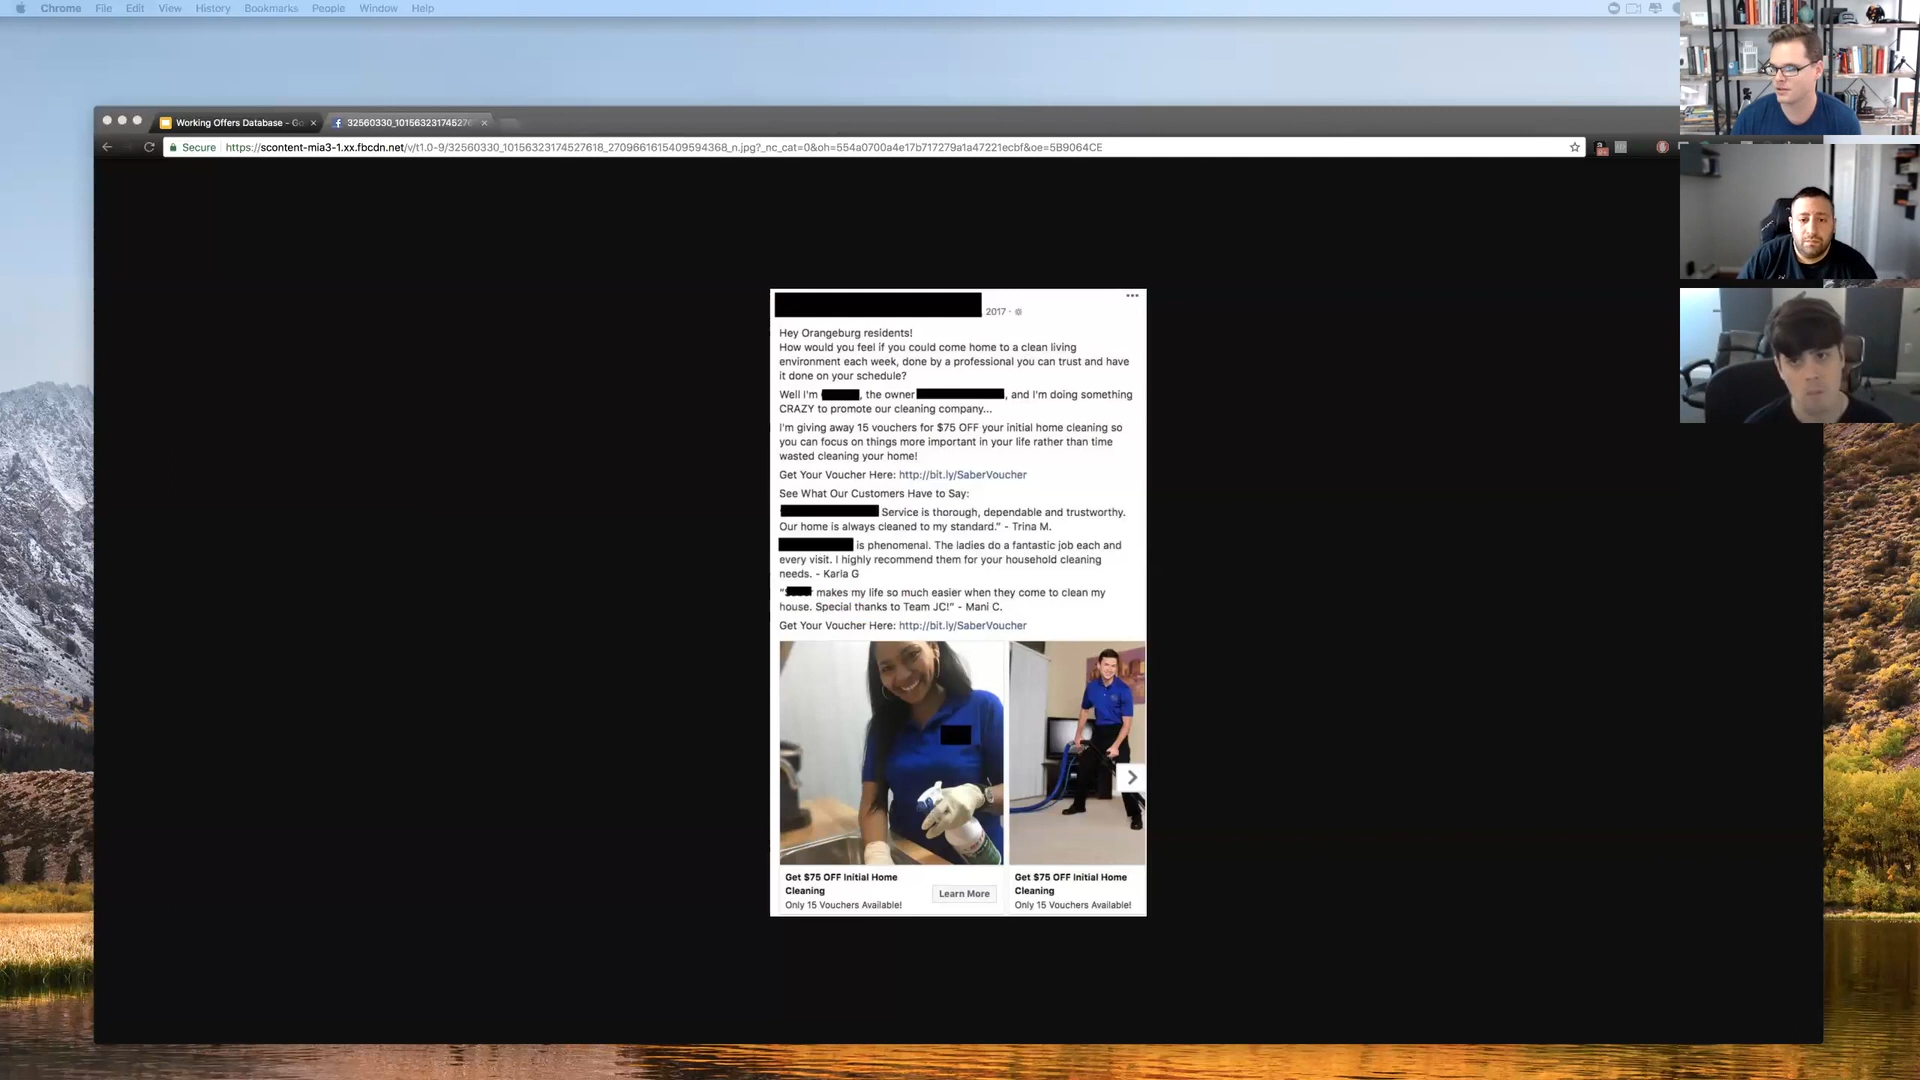 Chrome File Edit View History Bookmarks People Window Help
Working Offers Database - Go
32560330_1015632317452761
Secure https://scontent-mia3-1.xx.fbcdn.net/v/t1.0-9/32560330_10156323174527618_2709661615409594368_n.jpg?_nc_cat=0&oh=554a0700a4e17b717279a1a47221ecbf&oe=5B9064CE
2017 ·
Hey Orangeburg residents!
How would you feel if you could come home to a clean living
environment each week, done by a professional you can trust and have
it done on your schedule?
Well I'm , the owner , and I'm doing something
CRAZY to promote our cleaning company...
I'm giving away 15 vouchers for $75 OFF your initial home cleaning so
you can focus on things more important in your life rather than time
wasted cleaning your home!
Get Your Voucher Here: http://bit.ly/SaberVoucher
See What Our Customers Have to Say:
Service is thorough, dependable and trustworthy.
Our home is always cleaned to my standard." - Trina M.
is phenomenal. The ladies do a fantastic job each and
every visit. I highly recommend them for your household cleaning
needs. - Karla G
" makes my life so much easier when they come to clean my
house. Special thanks to Team JC!" - Mani C.
Get Your Voucher Here: http://bit.ly/SaberVoucher
Get $75 OFF Initial Home
Cleaning
Only 15 Vouchers Available!
Learn More
Get $75 OFF Initial Home
Cleaning
Only 15 Vouchers Available!